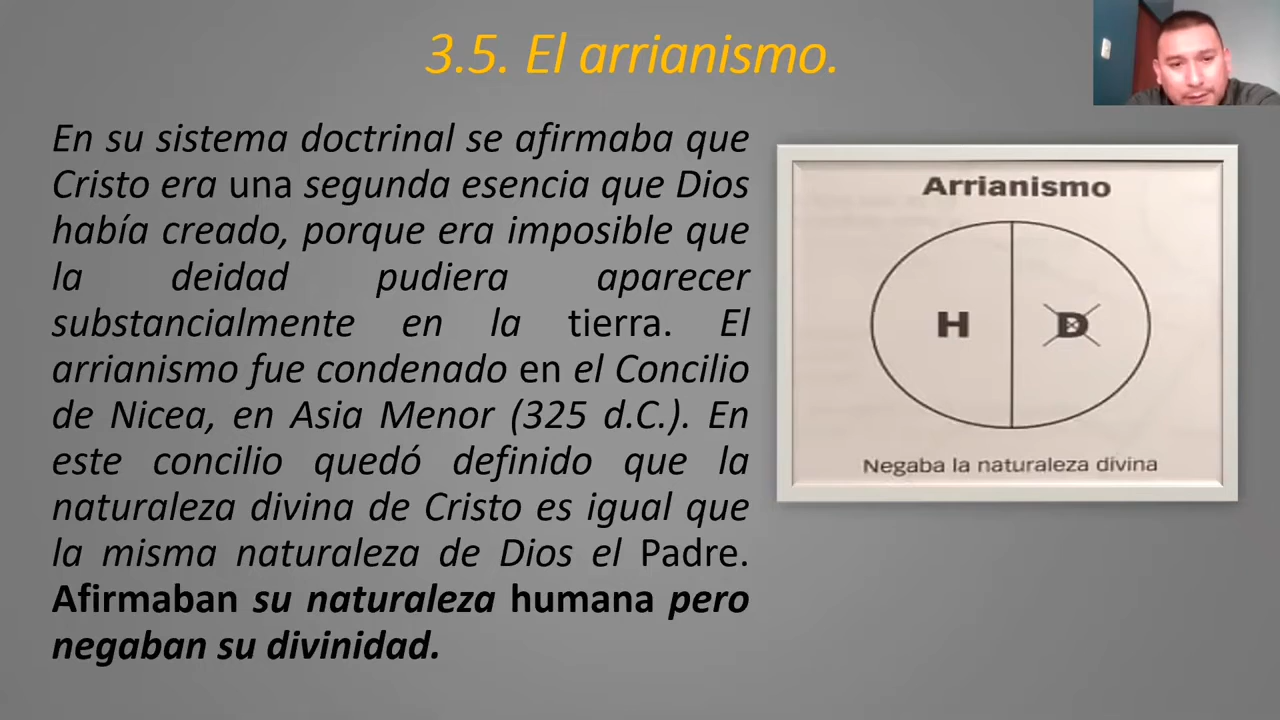 3.5. El arrianismo.
En su sistema doctrinal se afirmaba que
Cristo era una segunda esencia que Dios
había creado, porque era imposible que
la deidad pudiera aparecer
substancialmente en la tierra. El
arrianismo fue condenado en el Concilio
de Nicea, en Asia Menor (325 d.C.). En
este concilio quedó definido que la
naturaleza divina de Cristo es igual que
la misma naturaleza de Dios el Padre.
Afirmaban su naturaleza humana pero
negaban su divinidad.
Arrianismo
H D
Negaba la naturaleza divina